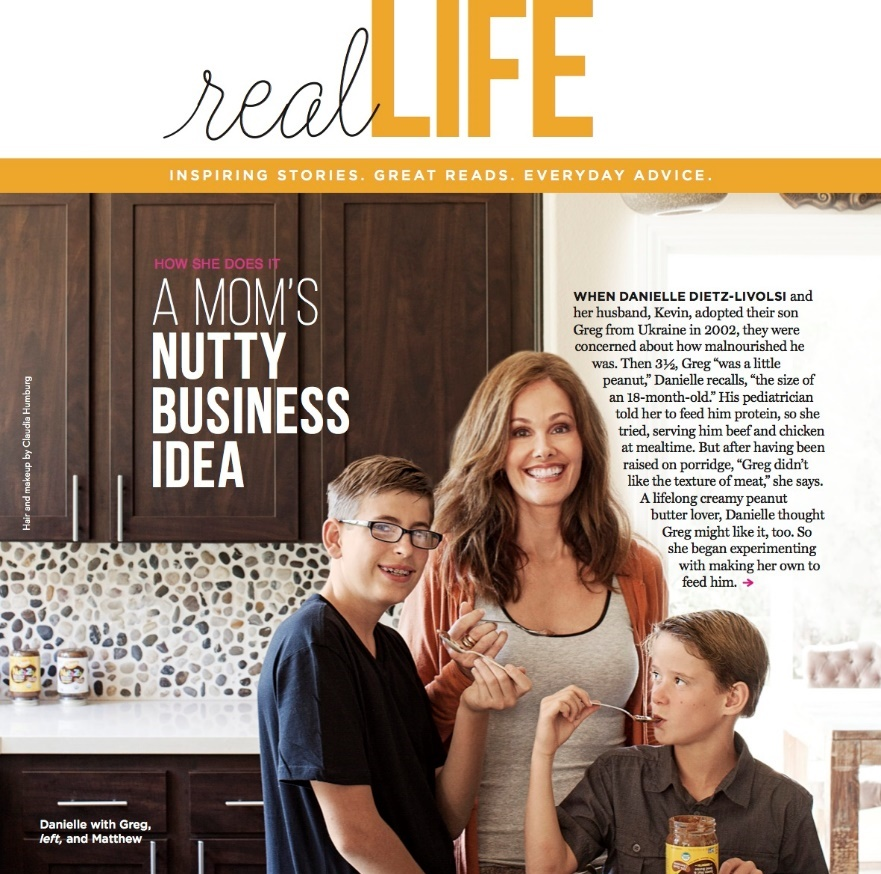 real LIFE
INSPIRING STORIES. GREAT READS. EVERYDAY ADVICE.
HOW SHE DOES IT
A MOM'S
NUTTY
BUSINESS
IDEA
WHEN DANIELLE DIETZ-LIVOLSI and
her husband, Kevin, adopted their son
Greg from Ukraine in 2002, they were
concerned about how malnourished he
was. Then 3½, Greg “was a little
peanut,” Danielle recalls, “the size of
an 18-month-old.” His pediatrician
told her to feed him protein, so she
tried, serving him beef and chicken
at mealtime. But after having been
raised on porridge, “Greg didn’t
like the texture of meat,” she says.
A lifelong creamy peanut
butter lover, Danielle thought
Greg might like it, too. So
she began experimenting
with making her own to
feed him. →
Hair and makeup by Claudia Humburg
Danielle with Greg,
left, and Matthew